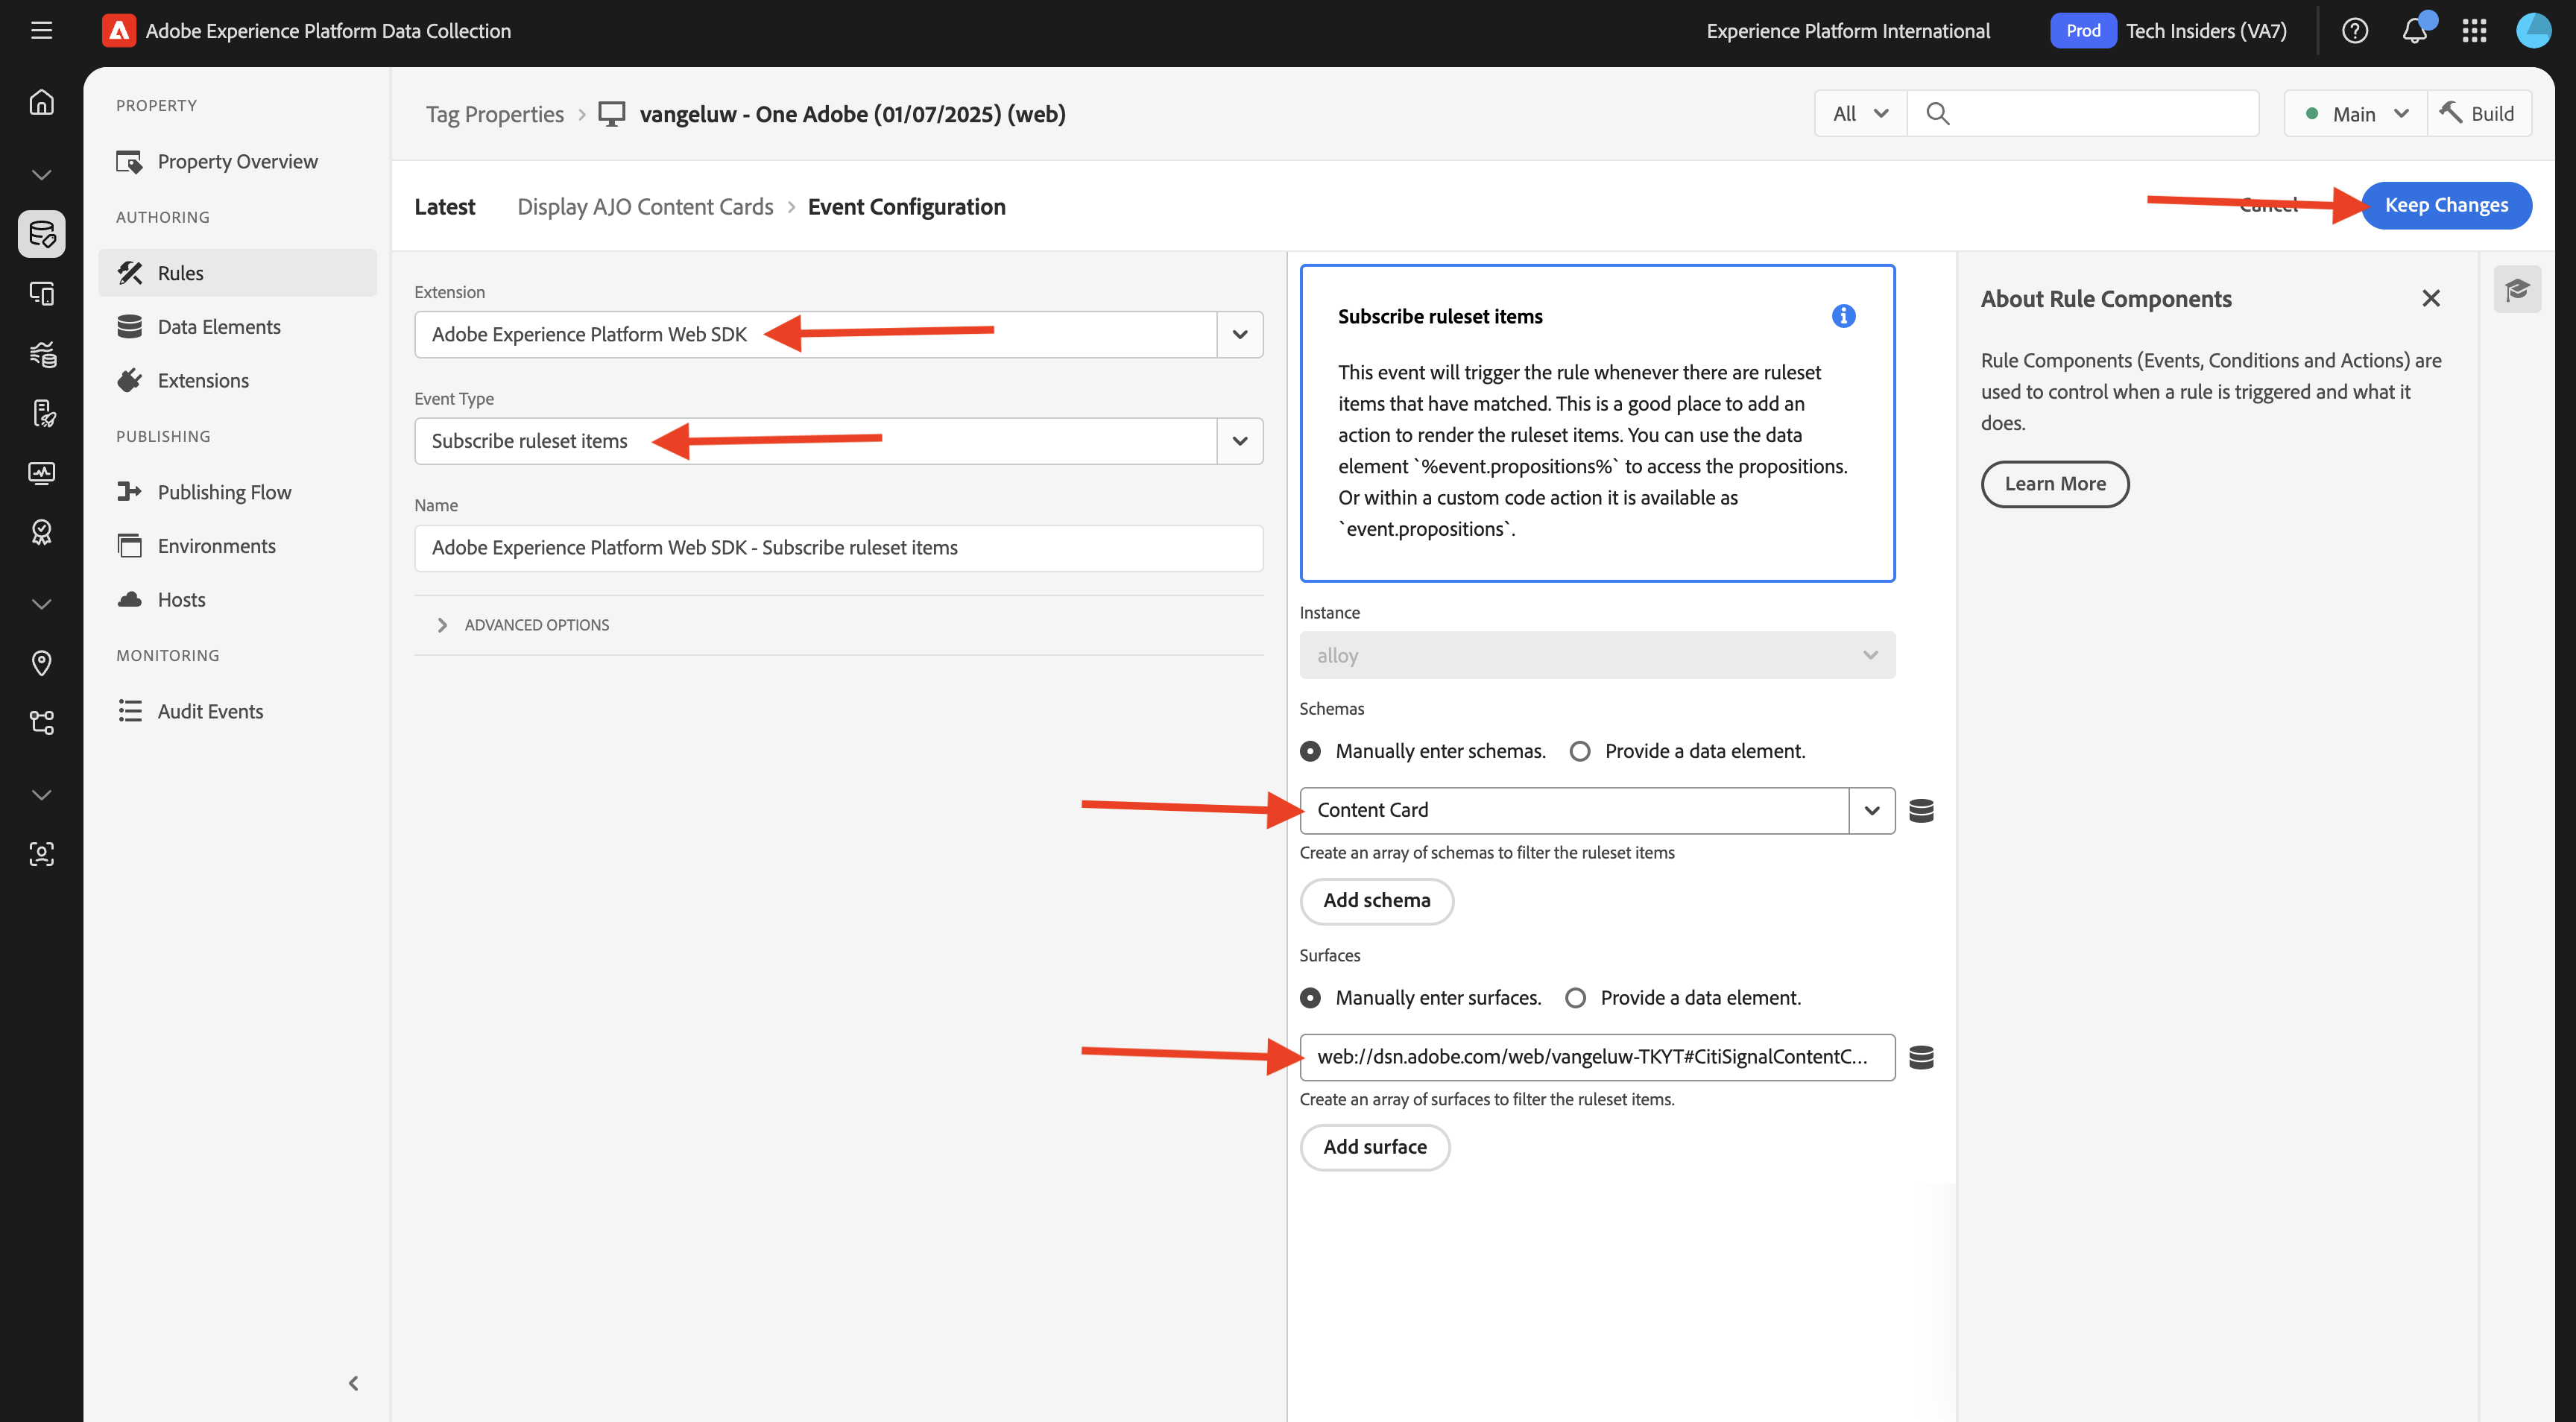 Adobe Experience Platform Data Collection
Experience Platform International
Prod
Tech Insiders (VA7)
PROPERTY
Property Overview
AUTHORING
Rules
Data Elements
Extensions
PUBLISHING
Publishing Flow
Environments
Hosts
MONITORING
Audit Events
Tag Properties
vangeluw - One Adobe (01/07/2025) (web)
All
Main
Build
Latest
Display AJO Content Cards
Event Configuration
Cancel
Keep Changes
Extension
Adobe Experience Platform Web SDK
Event Type
Subscribe ruleset items
Name
Adobe Experience Platform Web SDK - Subscribe ruleset items
ADVANCED OPTIONS
Subscribe ruleset items
This event will trigger the rule whenever there are ruleset
items that have matched. This is a good place to add an
action to render the ruleset items. You can use the data
element `%event.propositions%` to access the propositions.
Or within a custom code action it is available as
`event.propositions`.
Instance
alloy
Schemas
Manually enter schemas.
Provide a data element.
Content Card
Create an array of schemas to filter the ruleset items
Add schema
Surfaces
Manually enter surfaces.
Provide a data element.
web://dsn.adobe.com/web/vangeluw-TKYT#CitiSignalContentC...
Create an array of surfaces to filter the ruleset items.
Add surface
About Rule Components
Rule Components (Events, Conditions and Actions) are
used to control when a rule is triggered and what it
does.
Learn More